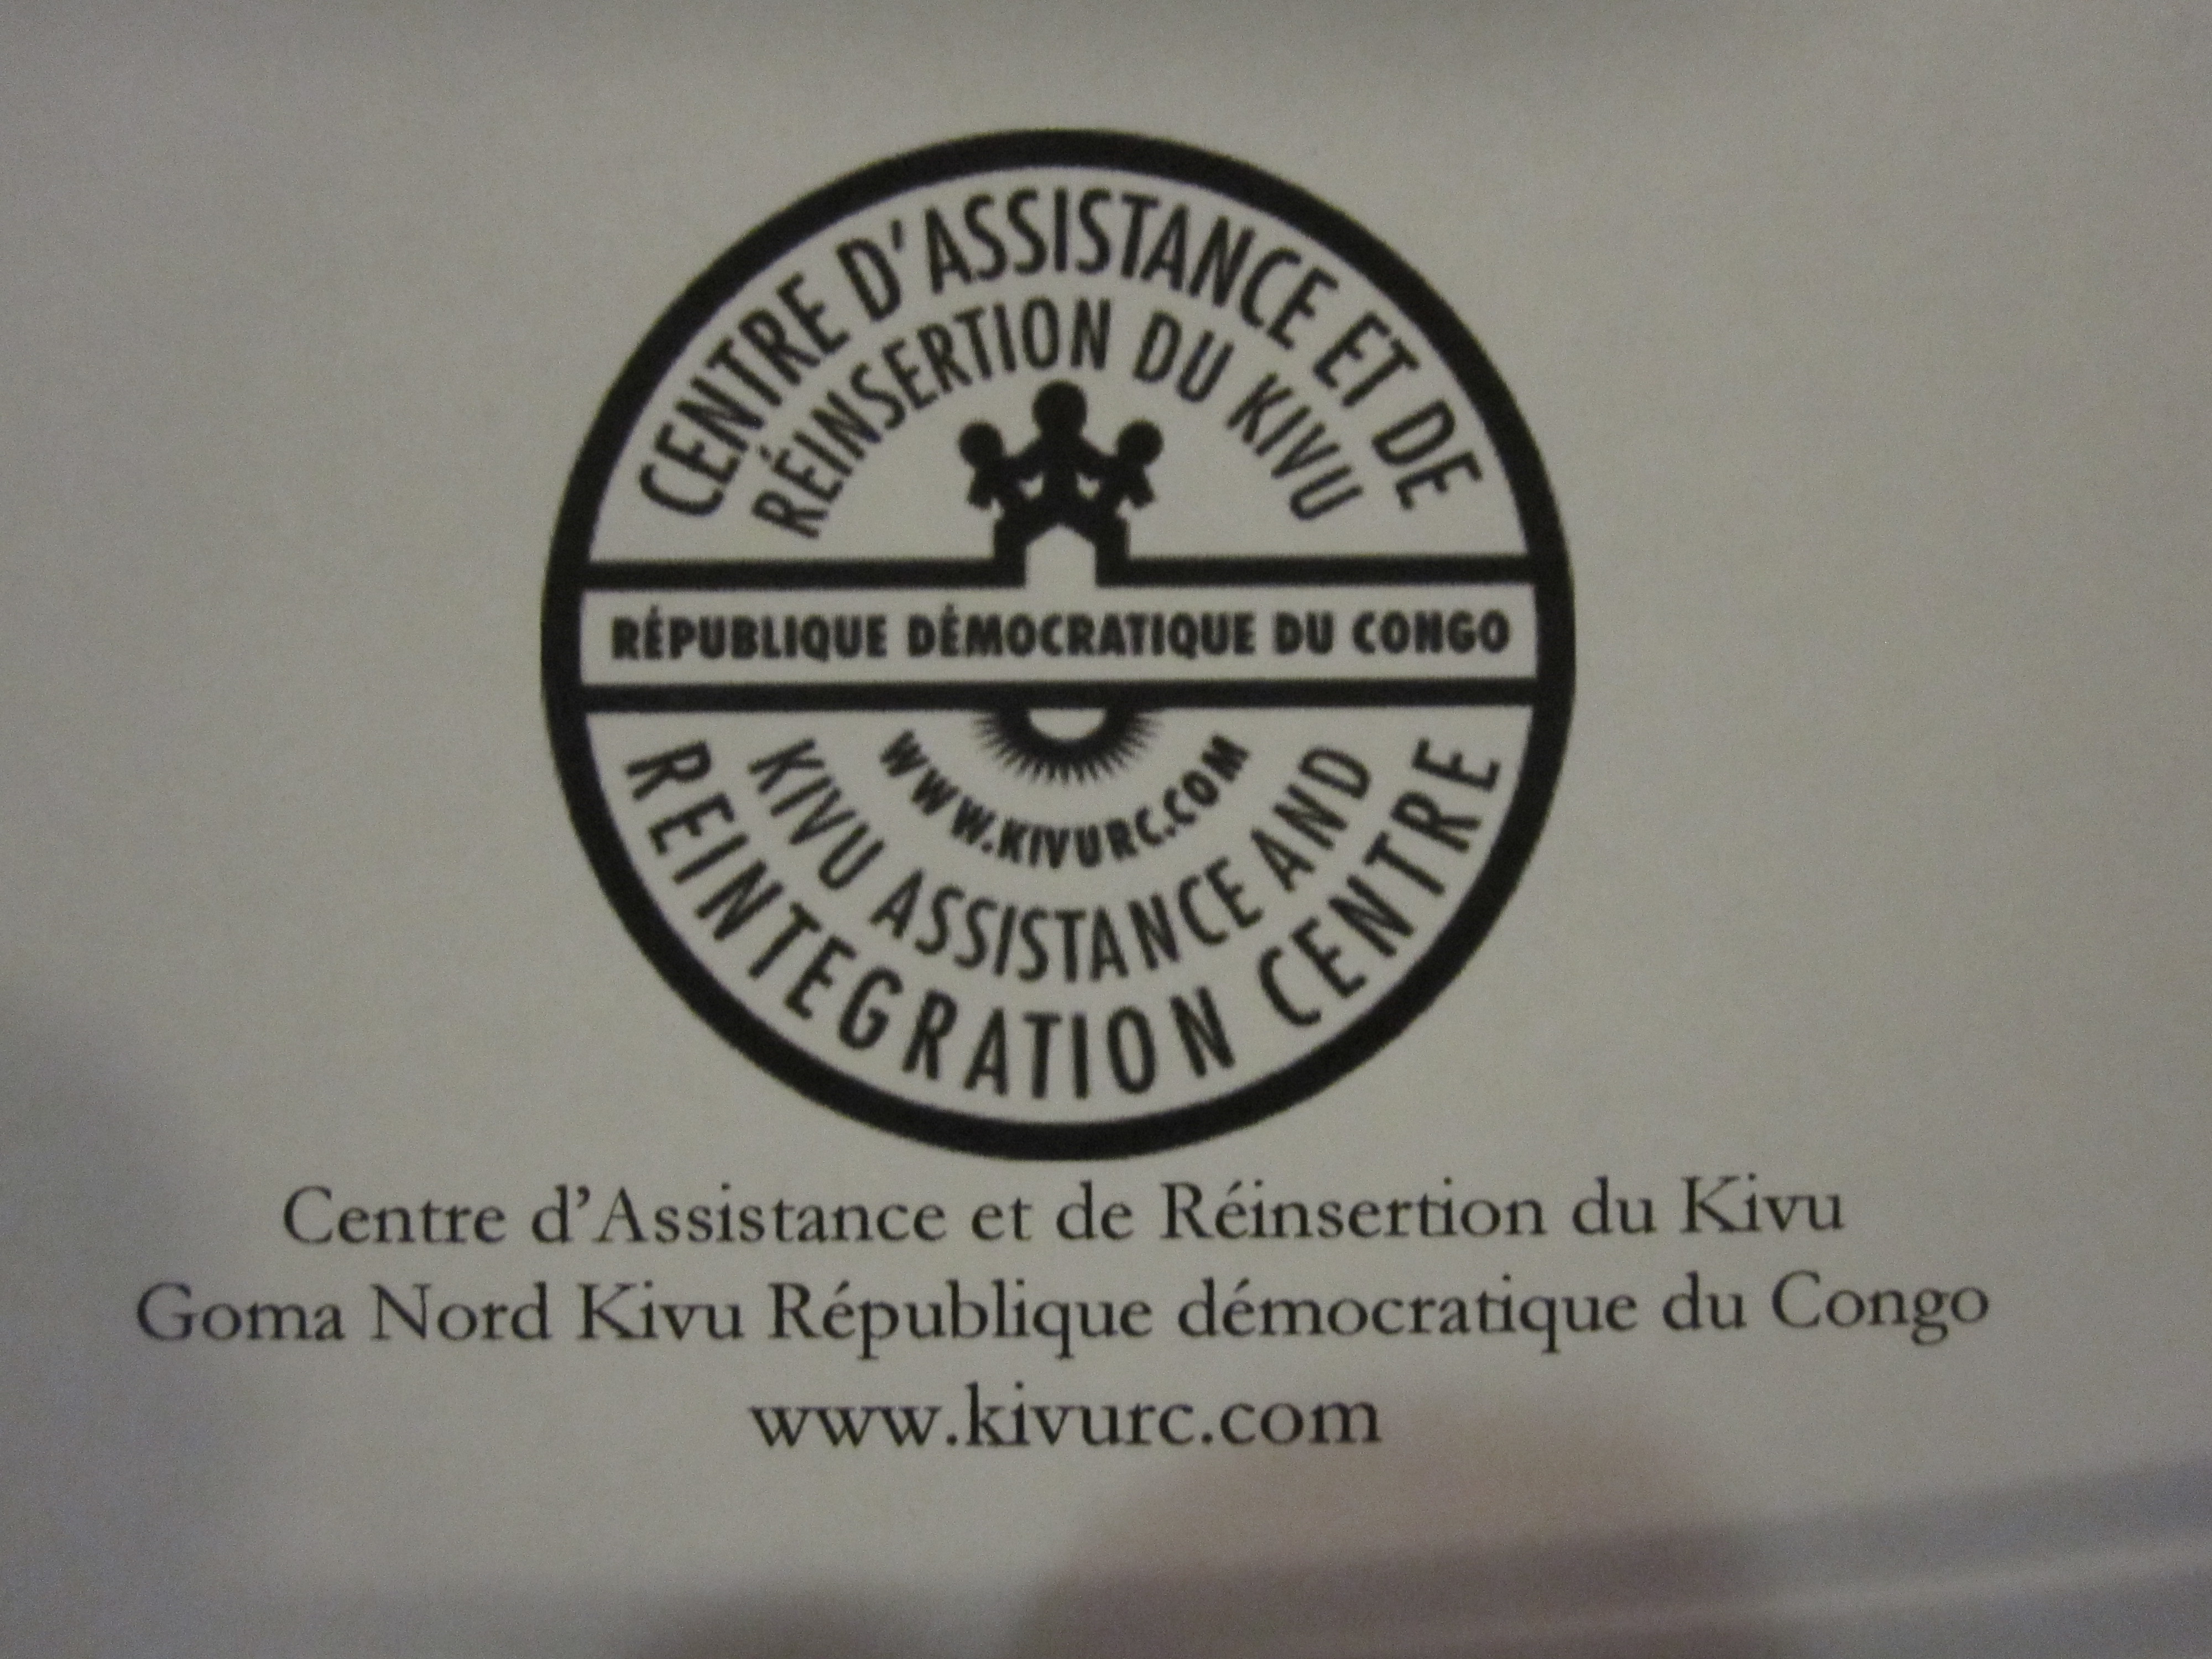 CENTRE D'ASSISTANCE ET DE
RÉINSERTION DU KIVU
RÉPUBLIQUE DÉMOCRATIQUE DU CONGO
WWW.KIVURC.COM
KIVU ASSISTANCE AND
REINTEGRATION CENTRE
Centre d'Assistance et de Réinsertion du Kivu
Goma Nord Kivu République démocratique du Congo
www.kivurc.com